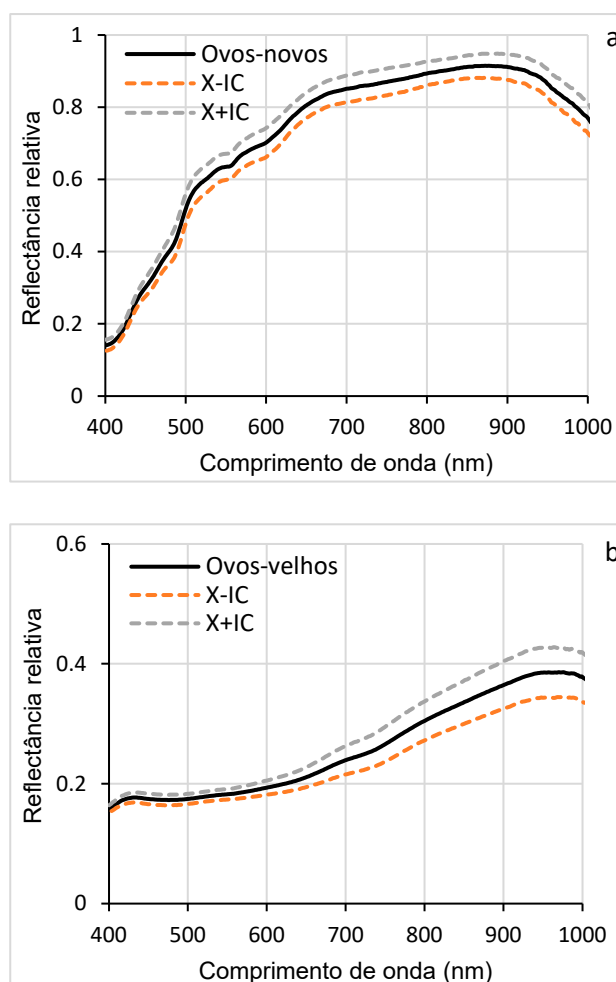 a
Ovos-novos
X-IC
X+IC
Reflectância relativa
1
0.8
0.6
0.4
0.2
0
400 500 600 700 800 900 1000
Comprimento de onda (nm)
b
Ovos-velhos
X-IC
X+IC
Reflectância relativa
0.6
0.4
0.2
0
400 500 600 700 800 900 1000
Comprimento de onda (nm)